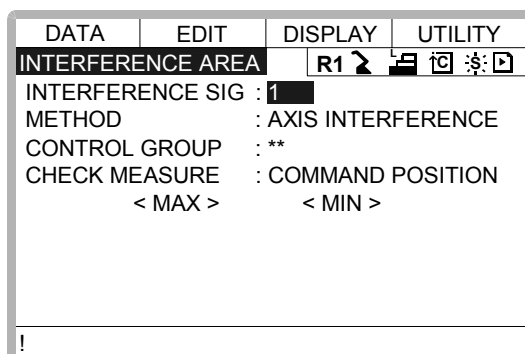 DATA EDIT DISPLAY UTILITY
INTERFERENCE AREA R1 L C S
INTERFERENCE SIG : 1
METHOD : AXIS INTERFERENCE
CONTROL GROUP : **
CHECK MEASURE : COMMAND POSITION
< MAX > < MIN >
!